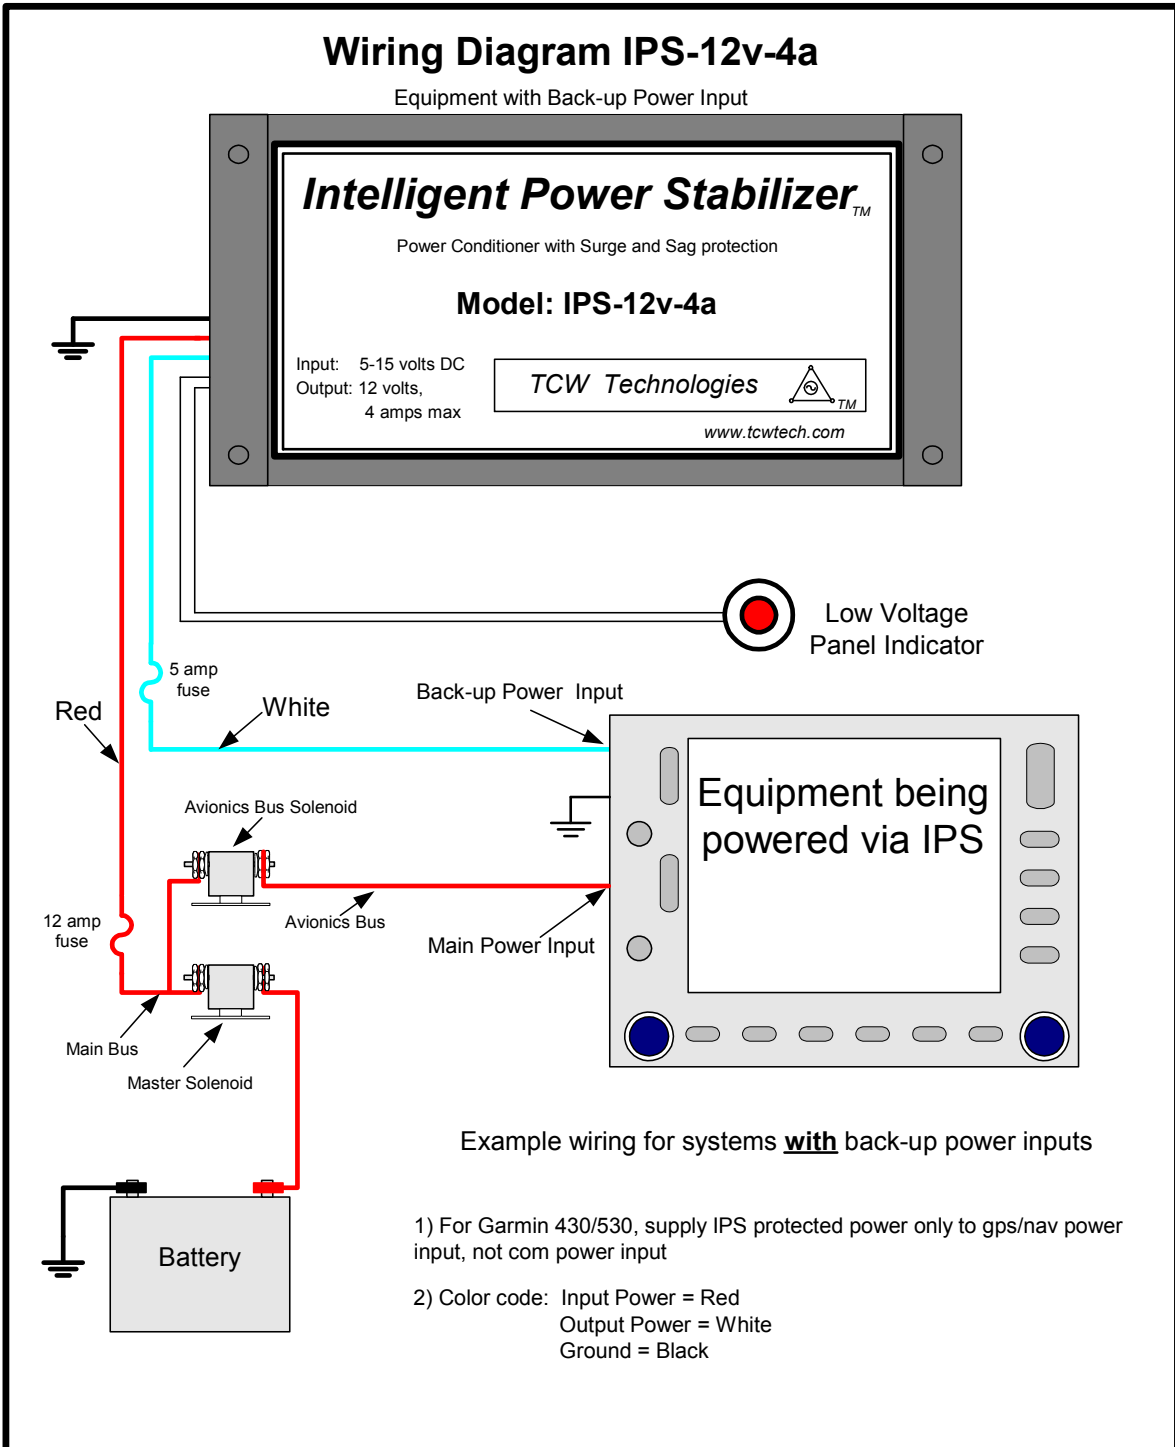 Wiring Diagram IPS-12v-4a
Equipment with Back-up Power Input
Intelligent Power Stabilizer TM
Power Conditioner with Surge and Sag protection
Model: IPS-12v-4a
Input: 5-15 volts DC
Output: 12 volts,
4 amps max
TCW Technologies TM
www.tcwtech.com
Low Voltage
Panel Indicator
5 amp
fuse
Red
White
Back-up Power Input
Equipment being
powered via IPS
Avionics Bus Solenoid
12 amp
fuse
Avionics Bus
Main Power Input
Main Bus
Master Solenoid
Example wiring for systems with back-up power inputs
Battery
1) For Garmin 430/530, supply IPS protected power only to gps/nav power
input, not com power input
2) Color code: Input Power = Red
Output Power = White
Ground = Black